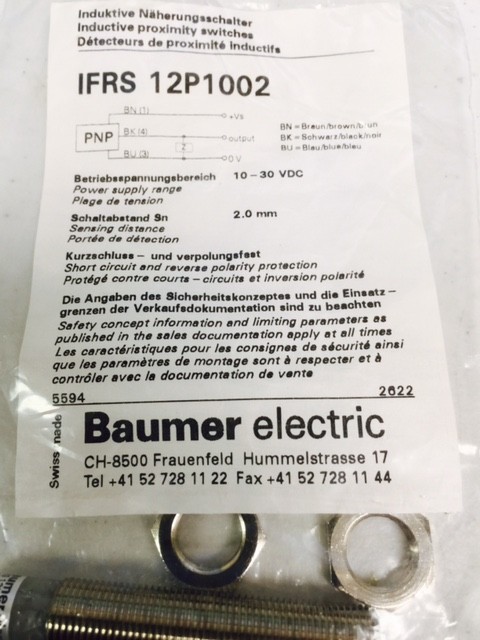 Induktive Näherungsschalter
Inductive proximity switches
Détecteurs de proximité inductifs
IFRS 12P1002
BN (1)
+Vs
PNP
BK (4)
output
Z
BU (3)
0 V
BN = Braun/brown/brun
BK = Schwarz/black/noir
BU = Blau/blue/bleu
Betriebsspannungsbereich 10 – 30 VDC
Power supply range
Plage de tension
Schaltabstand Sn 2.0 mm
Sensing distance
Portée de détection
Kurzschluss – und verpolungsfest
Short circuit and reverse polarity protection
Protégé contre courts – circuits et inversion polarité
Die Angaben des Sicherheitskonzeptes und die Einsatz –
grenzen der Verkaufsdokumentation sind zu beachten
Safety concept information and limiting parameters as
published in the sales documentation apply at all times
Les caractéristiques pour les consignes de sécurité ainsi
que les paramètres de montage sont à respecter et à
contrôler avec la documentation de vente
5594 2622
Swiss made
Baumer electric
CH-8500 Frauenfeld Hummelstrasse 17
Tel +41 52 728 11 22 Fax +41 52 728 11 44